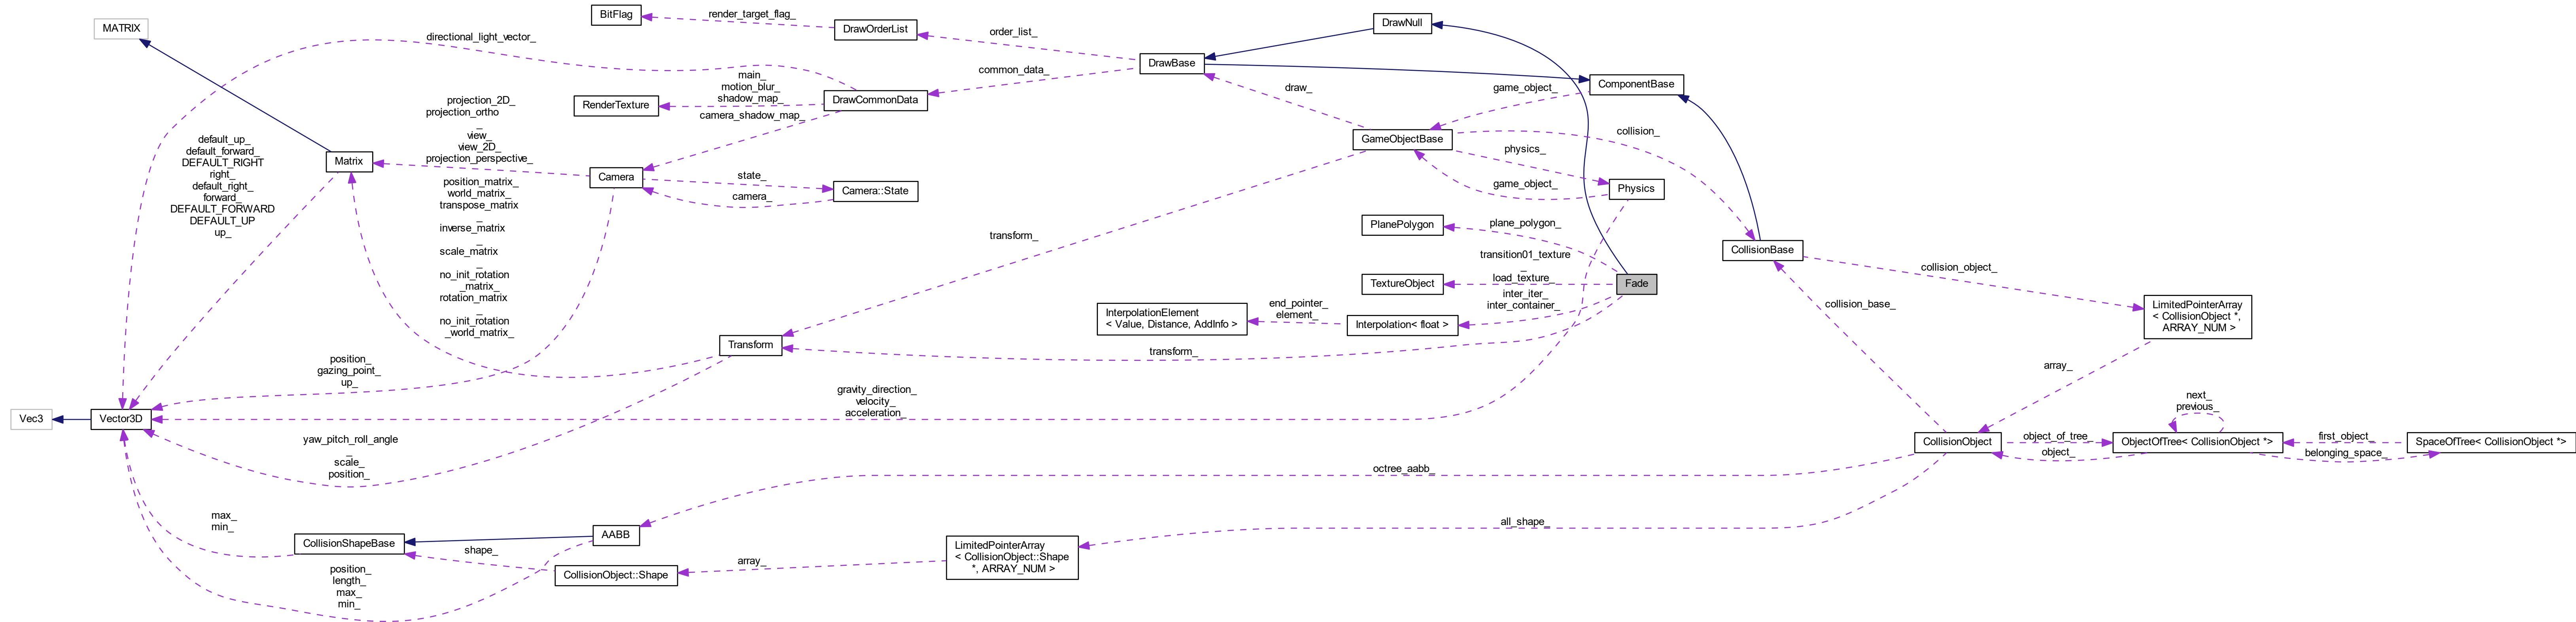 BitFlag
render_target_flag_
DrawOrderList
order_list_
DrawNull
MATRIX
directional_light_vector_
DrawBase
common_data_
ComponentBase
main_
motion_blur_
shadow_map_
RenderTexture
DrawCommonData
camera_shadow_map_
draw_
game_object_
GameObjectBase
collision_
projection_2D_
projection_ortho
_
view_
view_2D_
projection_perspective_
default_up_
default_forward_
DEFAULT_RIGHT
right_
default_right_
forward_
DEFAULT_FORWARD
DEFAULT_UP
up_
Matrix
Camera
state_
camera_
Camera::State
physics_
game_object_
Physics
position_matrix_
world_matrix_
transpose_matrix
_
inverse_matrix
_
scale_matrix
_
no_init_rotation
_matrix_
rotation_matrix
_
no_init_rotation
_world_matrix_
transform_
PlanePolygon
plane_polygon_
CollisionBase
transition01_texture
_
load_texture_
TextureObject
Fade
inter_iter_
inter_container_
collision_object_
collision_base_
LimitedPointerArray
< CollisionObject *,
ARRAY_NUM >
InterpolationElement
< Value, Distance, AddInfo >
end_pointer_
element_
Interpolation< float >
Transform
transform_
position_
gazing_point_
up_
array_
gravity_direction_
velocity_
acceleration_
Vec3
Vector3D
yaw_pitch_roll_angle
_
scale_
position_
next_
previous_
CollisionObject
object_of_tree_
object_
ObjectOfTree< CollisionObject *>
first_object_
belonging_space_
SpaceOfTree< CollisionObject *>
octree_aabb_
all_shape_
max_
min_
CollisionShapeBase
AABB
shape_
CollisionObject::Shape
array_
LimitedPointerArray
< CollisionObject::Shape
*, ARRAY_NUM >
position_
length_
max_
min_